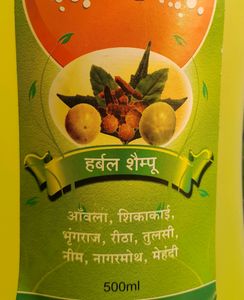 हर्बल शैम्पू
आंवला, शिकाकाई,
भृंगराज, रीठा, तुलसी,
नीम, नागरमोथ, मेहंदी
500ml